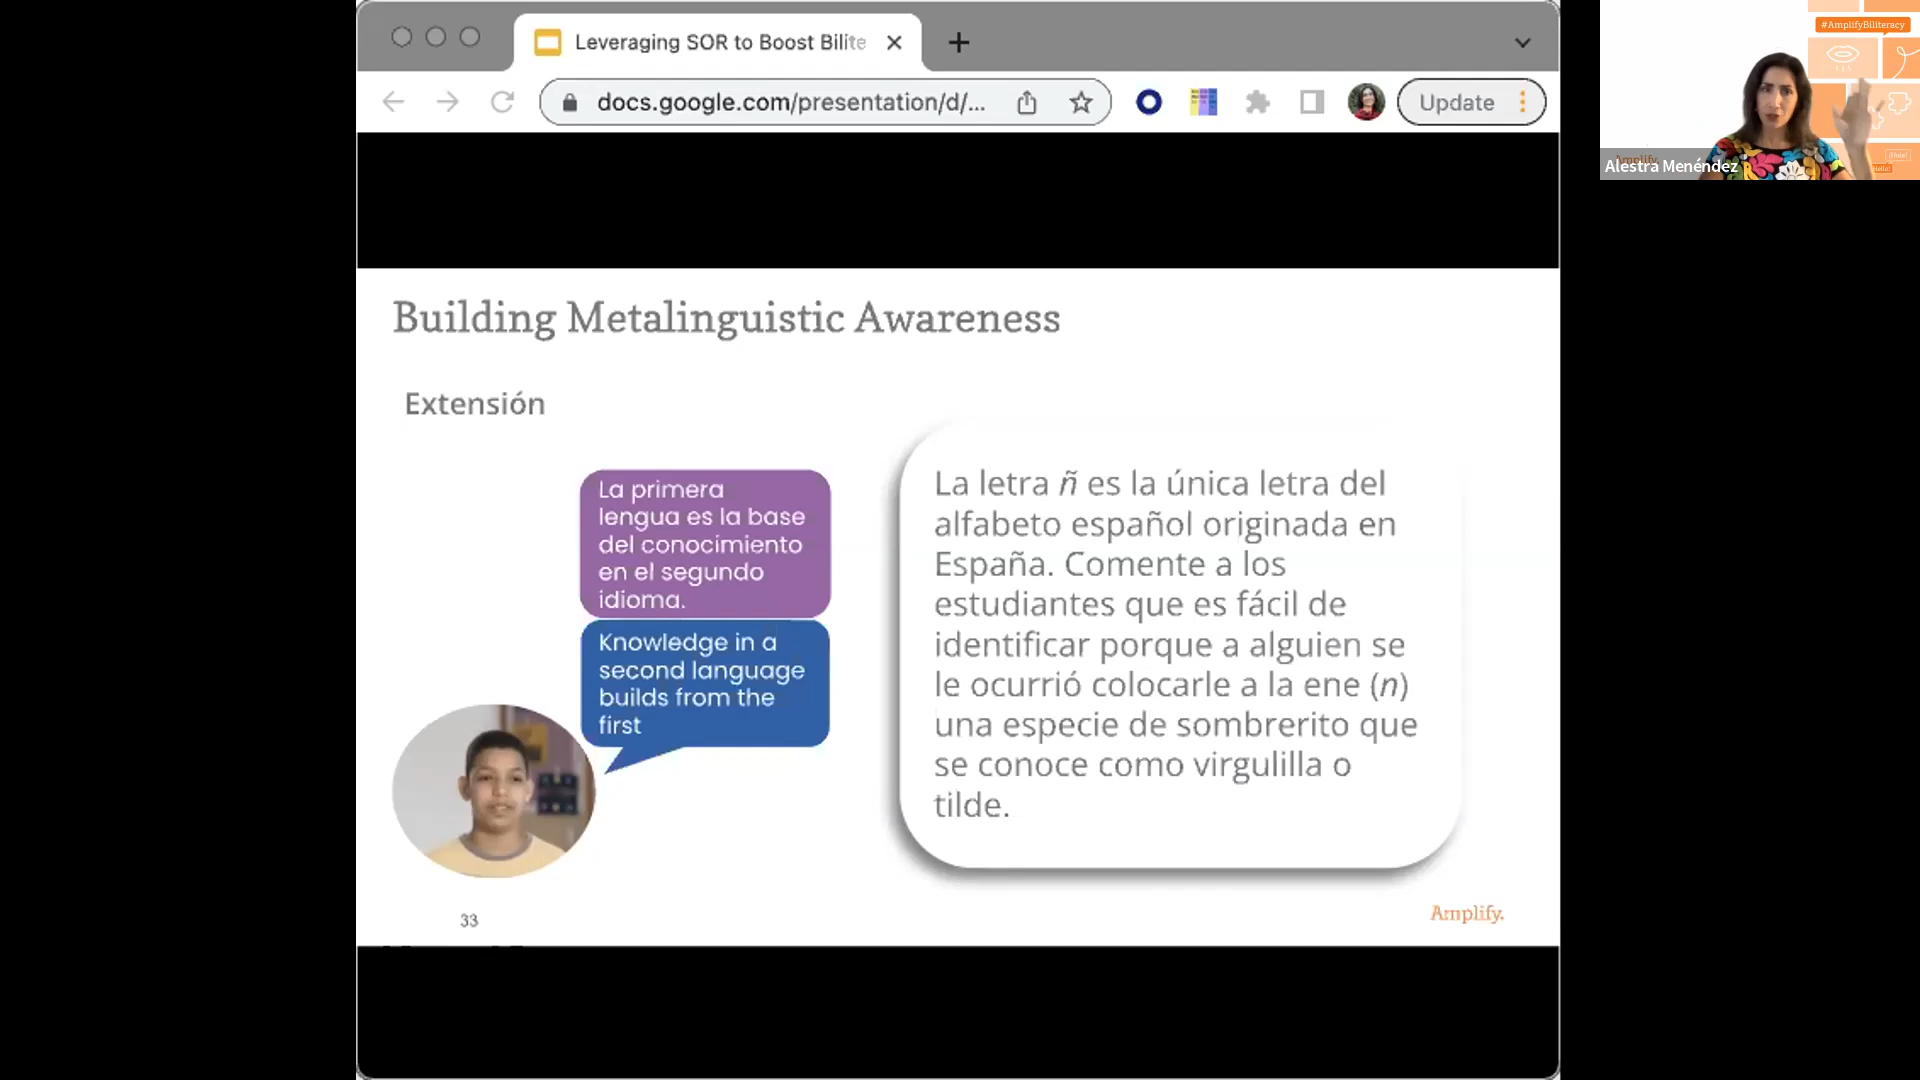 Leveraging SOR to Boost Bilite
docs.google.com/presentation/d/...
Update
#AmplifyBiliteracy
Amplify.
¡Hola!
Hello!
Alestra Menéndez
Building Metalinguistic Awareness
Extensión
La primera
lengua es la base
del conocimiento
en el segundo
idioma.
Knowledge in a
second language
builds from the
first
La letra ñ es la única letra del
alfabeto español originada en
España. Comente a los
estudiantes que es fácil de
identificar porque a alguien se
le ocurrió colocarle a la ene (n)
una especie de sombrerito que
se conoce como virgulilla o
tilde.
33
Amplify.